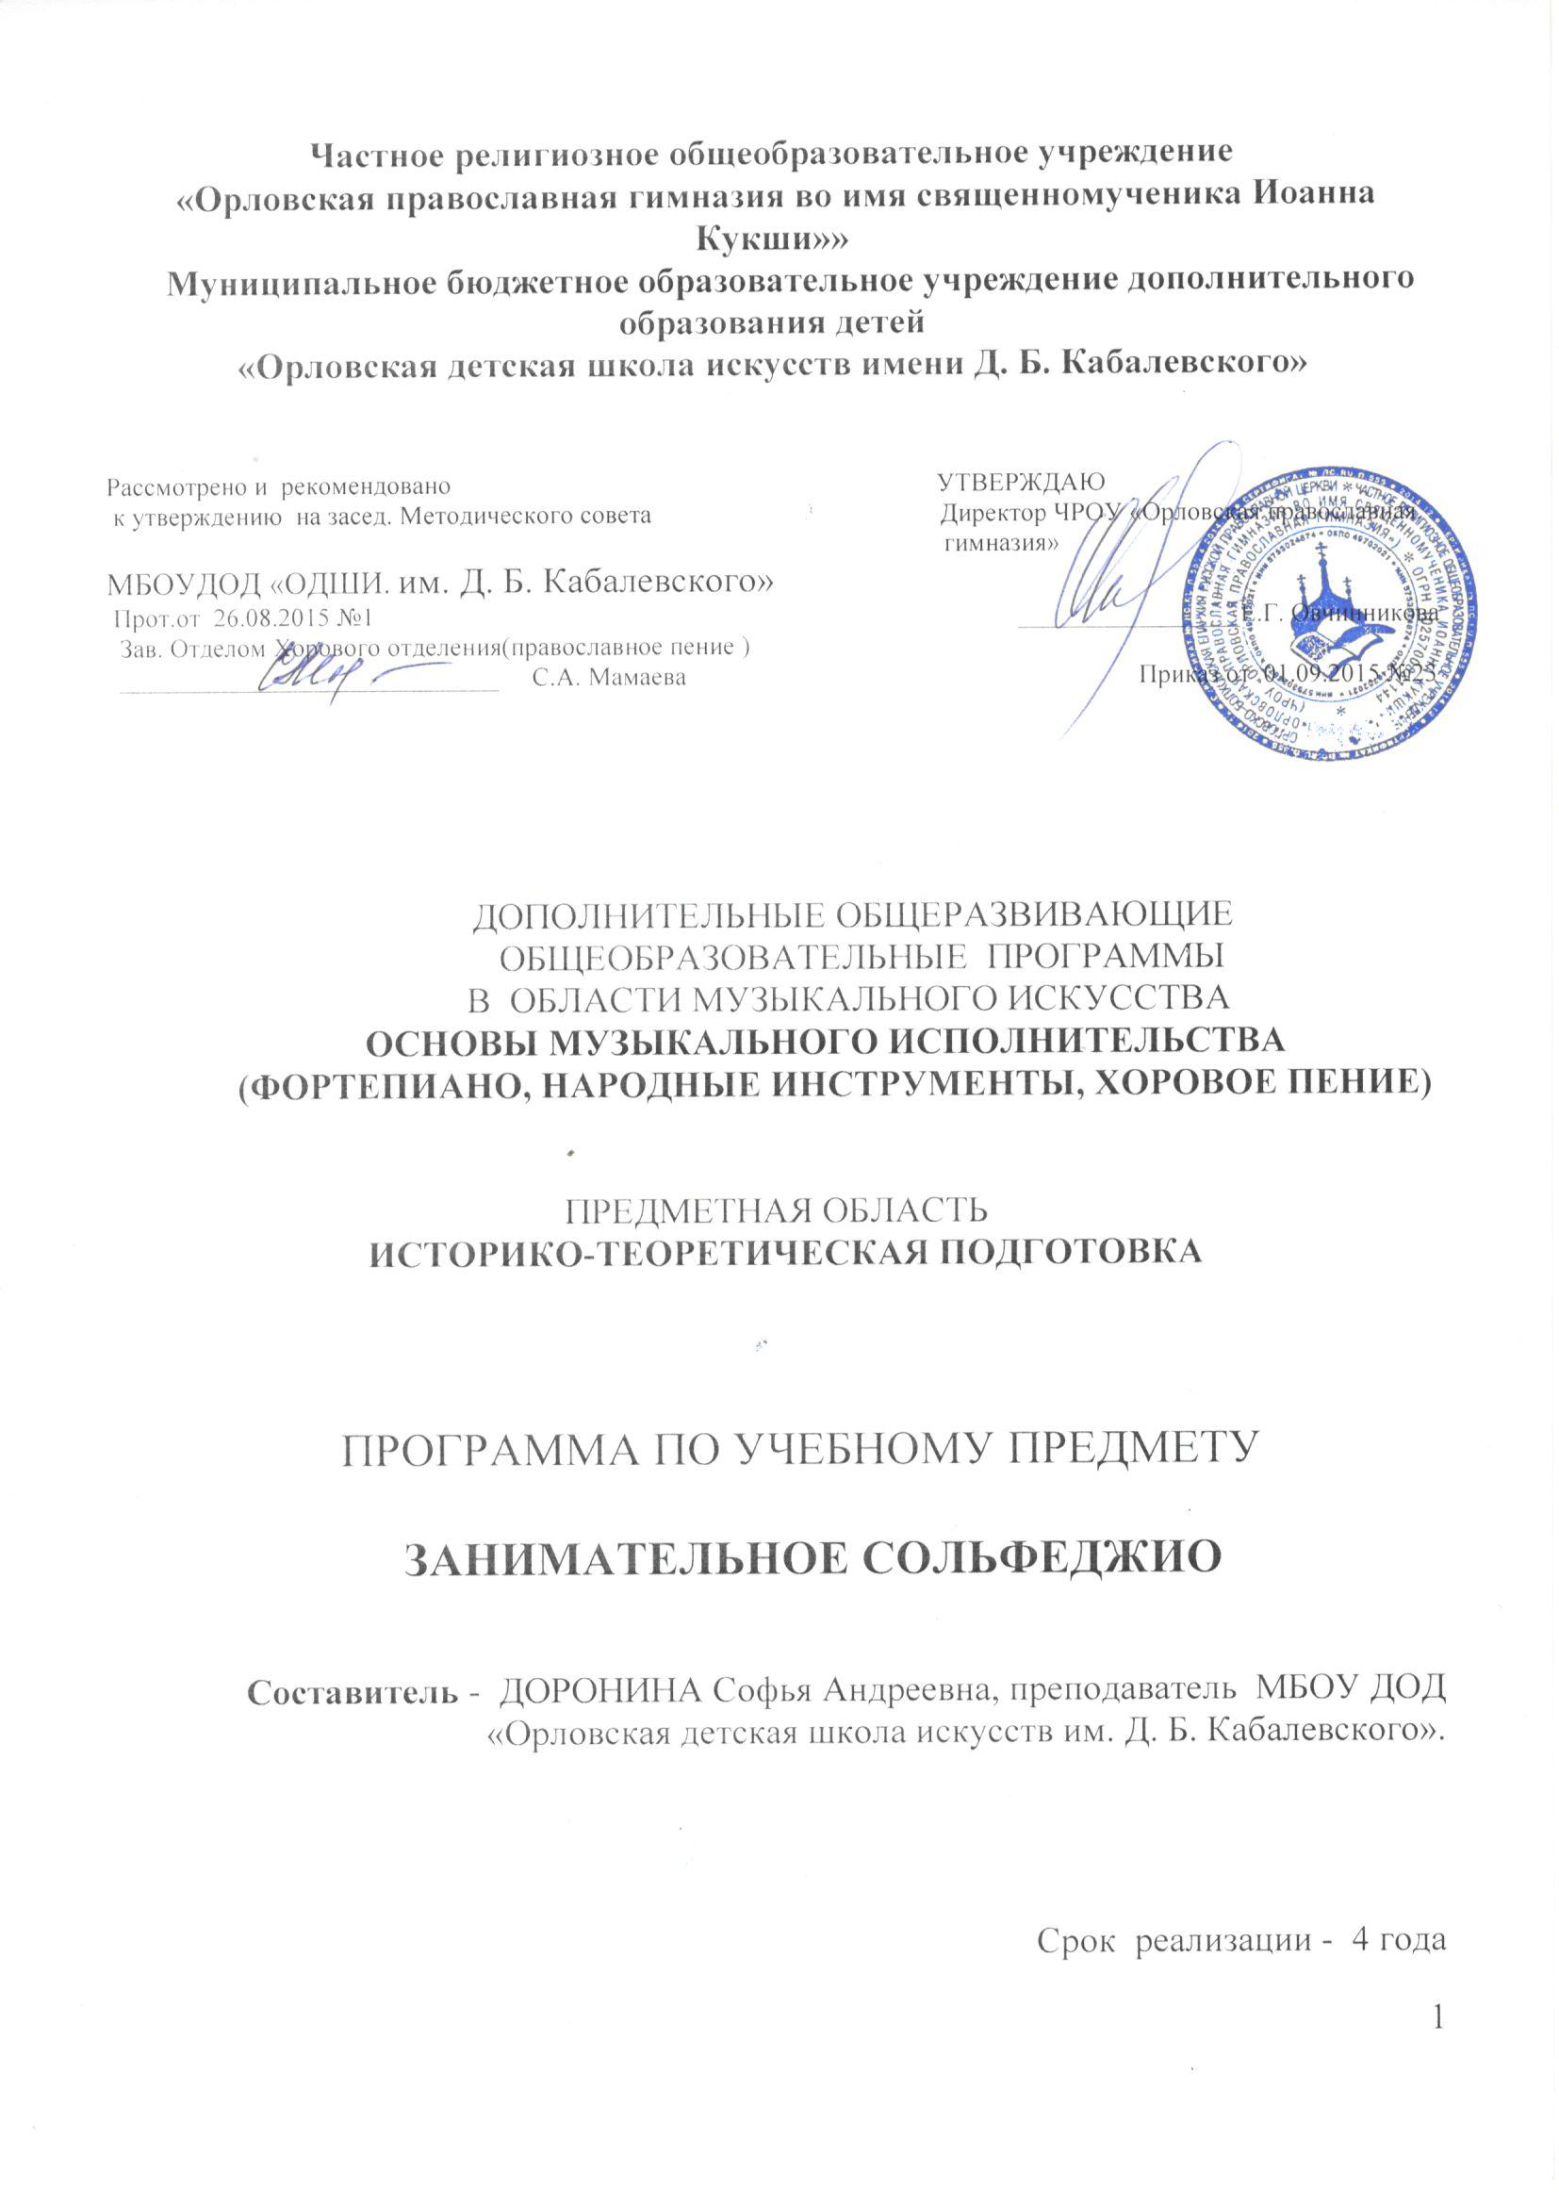 Частное религиозное общеобразовательное учреждение
«Орловская православная гимназия во имя священномученика Иоанна
Кукши»»
Муниципальное бюджетное образовательное учреждение дополнительного
образования детей
«Орловская детская школа искусств имени Д. Б. Кабалевского»
Рассмотрено и рекомендовано
к утверждению на засед. Методического совета
МБОУДОД «ОДШИ. им. Д. Б. Кабалевского»
Прот.от 26.08.2015 №1
Зав. Отделом Хорового отделения(православное пение )
С.А. Мамаева
УТВЕРЖДАЮ
Директор ЧРОУ «Орловская православная
гимназия»
Овчинникова
Приказ от 01.09.2015 №25
ДОПОЛНИТЕЛЬНЫЕ ОБЩЕРАЗВИВАЮЩИЕ
ОБЩЕОБРАЗОВАТЕЛЬНЫЕ ПРОГРАММЫ
В ОБЛАСТИ МУЗЫКАЛЬНОГО ИСКУССТВА
ОСНОВЫ МУЗЫКАЛЬНОГО ИСПОЛНИТЕЛЬСТВА
(ФОРТЕПИАНО, НАРОДНЫЕ ИНСТРУМЕНТЫ, ХОРОВОЕ ПЕНИЕ)
ПРЕДМЕТНАЯ ОБЛАСТЬ
ИСТОРИКО-ТЕОРЕТИЧЕСКАЯ ПОДГОТОВКА
ПРОГРАММА ПО УЧЕБНОМУ ПРЕДМЕТУ
ЗАНИМАТЕЛЬНОЕ СОЛЬФЕДЖИО
Составитель - ДОРОНИНА Софья Андреевна, преподаватель МБОУ ДОД
«Орловская детская школа искусств им. Д. Б. Кабалевского».
Срок реализации - 4 года
1